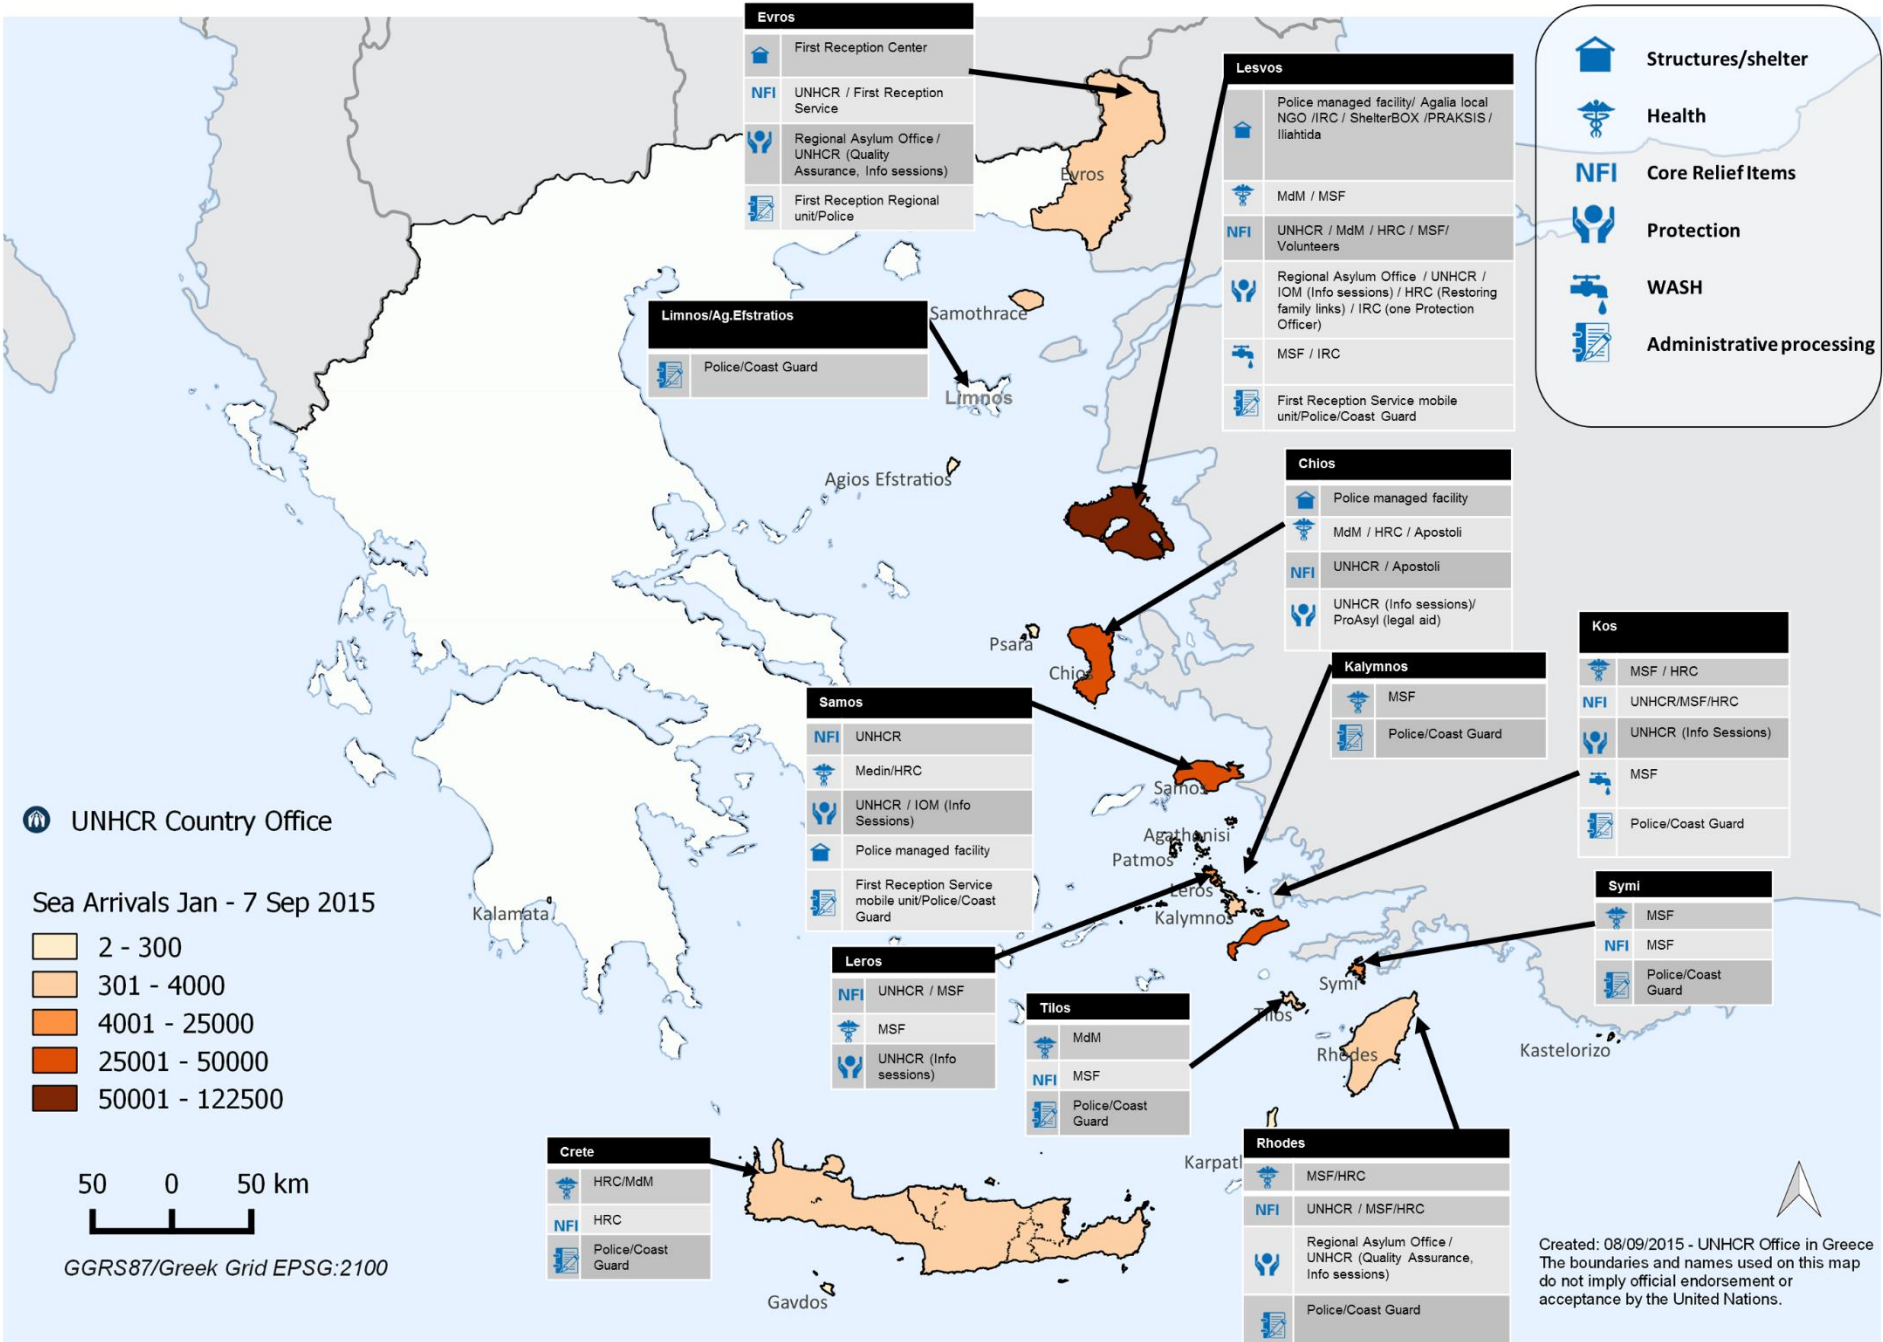 Evros
First Reception Center
NFI UNHCR / First Reception
Service
Regional Asylum Office /
UNHCR (Quality
Assurance, Info sessions)
First Reception Regional
unit/Police
Lesvos
Police managed facility/ Agalia local
NGO /IRC / ShelterBOX /PRAKSIS /
Iliahtida
MdM / MSF
NFI UNHCR / MdM / HRC / MSF/
Volunteers
Regional Asylum Office / UNHCR /
IOM (Info sessions) / HRC (Restoring
family links) / IRC (one Protection
Officer)
MSF / IRC
First Reception Service mobile
unit/Police/Coast Guard
Structures/shelter
Health
NFI Core Relief Items
Protection
WASH
Administrative processing
Evros
Samothrace
Limnos/Ag.Efstratios
Police/Coast Guard
Limnos
Agios Efstratios
Chios
Police managed facility
MdM / HRC / Apostoli
NFI UNHCR / Apostoli
UNHCR (Info sessions)/
ProAsyl (legal aid)
Psara
Chios
Kos
MSF / HRC
NFI UNHCR/MSF/HRC
UNHCR (Info Sessions)
MSF
Police/Coast Guard
Kalymnos
MSF
Police/Coast Guard
Samos
NFI UNHCR
Medin/HRC
UNHCR / IOM (Info
Sessions)
Police managed facility
First Reception Service
mobile unit/Police/Coast
Guard
Samos
Agathonisi
Patmos
Leros
Kalymnos
UNHCR Country Office
Sea Arrivals Jan - 7 Sep 2015
2 - 300
301 - 4000
4001 - 25000
25001 - 50000
50001 - 122500
Kalamata
Symi
MSF
NFI MSF
Police/Coast
Guard
Leros
NFI UNHCR / MSF
MSF
UNHCR (Info
sessions)
Tilos
MdM
NFI MSF
Police/Coast
Guard
Symi
Tilos
Rhodes
Kastelorizo
Karpatl
Crete
HRC/MdM
NFI HRC
Police/Coast
Guard
Gavdos
Rhodes
MSF/HRC
NFI UNHCR / MSF/HRC
Regional Asylum Office /
UNHCR (Quality Assurance,
Info sessions)
Police/Coast Guard
50 0 50 km
GGRS87/Greek Grid EPSG:2100
Created: 08/09/2015 - UNHCR Office in Greece
The boundaries and names used on this map
do not imply official endorsement or
acceptance by the United Nations.